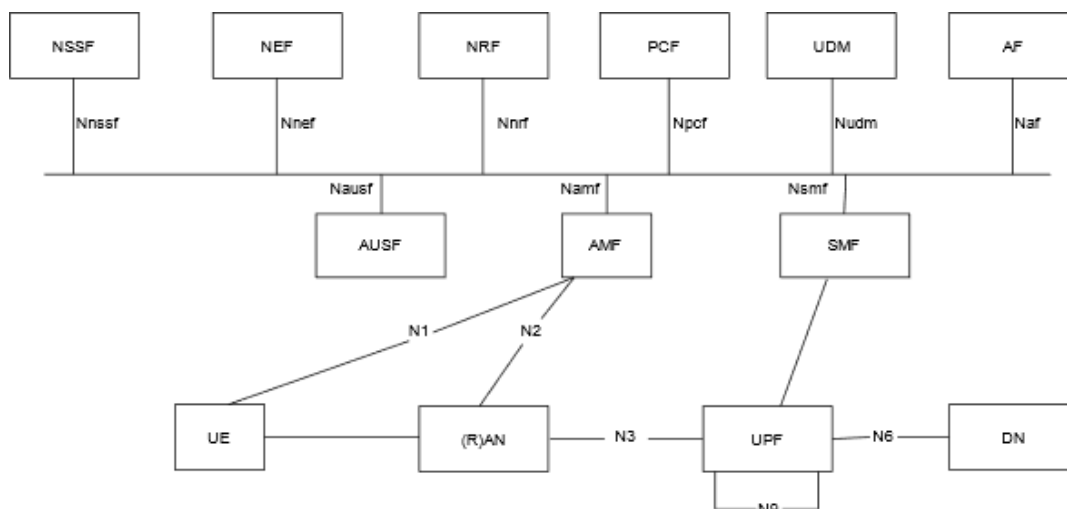 NSSF
NEF
NRF
PCF
UDM
AF
Nnssf
Nnef
Nnrf
Npcf
Nudm
Naf
Nausf
Namf
Nsmf
AUSF
AMF
SMF
N1
N2
UE
(R)AN
N3
UPF
N6
DN